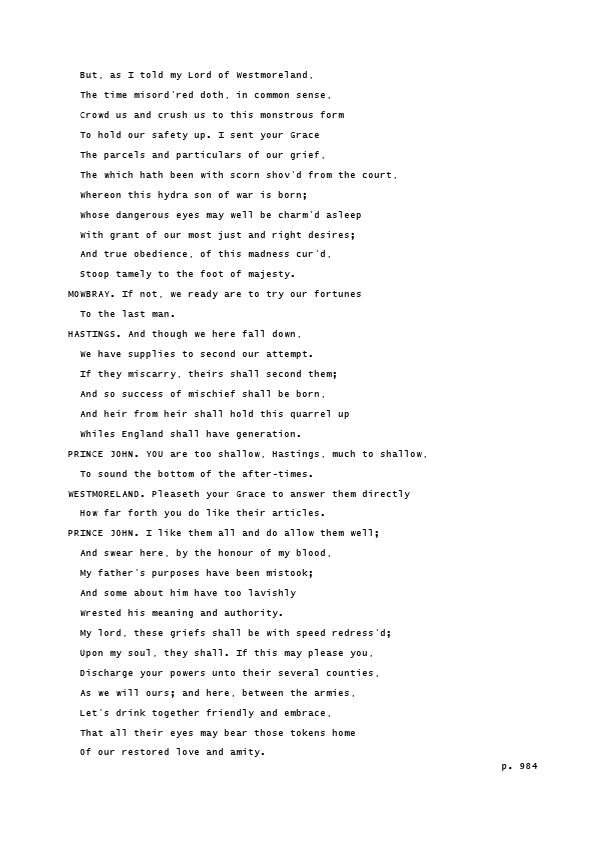 But, as I told my Lord of Westmoreland,
The time misord'red doth, in common sense,
Crowd us and crush us to this monstrous form
To hold our safety up. I sent your Grace
The parcels and particulars of our grief,
The which hath been with scorn shov'd from the court,
Whereon this hydra son of war is born;
Whose dangerous eyes may well be charm'd asleep
With grant of our most just and right desires;
And true obedience, of this madness cur'd,
Stoop tamely to the foot of majesty.
MOWBRAY. If not, we ready are to try our fortunes
To the last man.
HASTINGS. And though we here fall down,
We have supplies to second our attempt.
If they miscarry, theirs shall second them;
And so success of mischief shall be born,
And heir from heir shall hold this quarrel up
Whiles England shall have generation.
PRINCE JOHN. YOU are too shallow, Hastings, much to shallow,
To sound the bottom of the after-times.
WESTMORELAND. Pleaseth your Grace to answer them directly
How far forth you do like their articles.
PRINCE JOHN. I like them all and do allow them well;
And swear here, by the honour of my blood,
My father's purposes have been mistook;
And some about him have too lavishly
Wrested his meaning and authority.
My lord, these griefs shall be with speed redress'd;
Upon my soul, they shall. If this may please you,
Discharge your powers unto their several counties,
As we will ours; and here, between the armies,
Let's drink together friendly and embrace,
That all their eyes may bear those tokens home
Of our restored love and amity.
p. 984